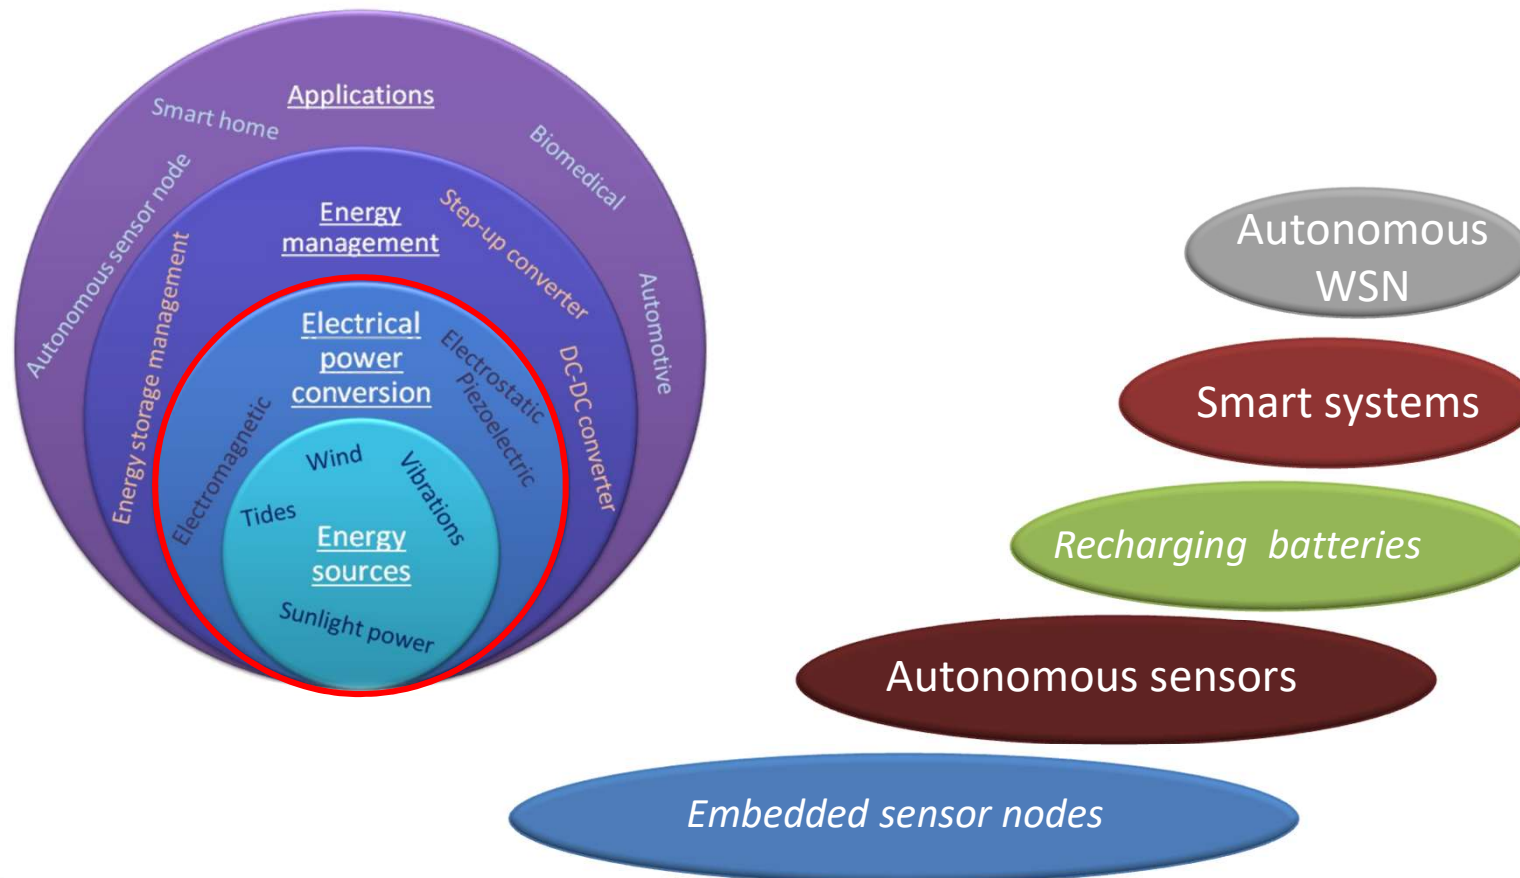 Applications
Smart home
Biomedical
Autonomous sensor node
Automotive
Energy
management
Step-up converter
Energy storage management
DC-DC converter
Electrical
power
conversion
Electrostatic
Piezoelectric
Electromagnetic
Wind
Vibrations
Tides
Energy
sources
Sunlight power
Autonomous
WSN
Smart systems
Recharging batteries
Autonomous sensors
Embedded sensor nodes